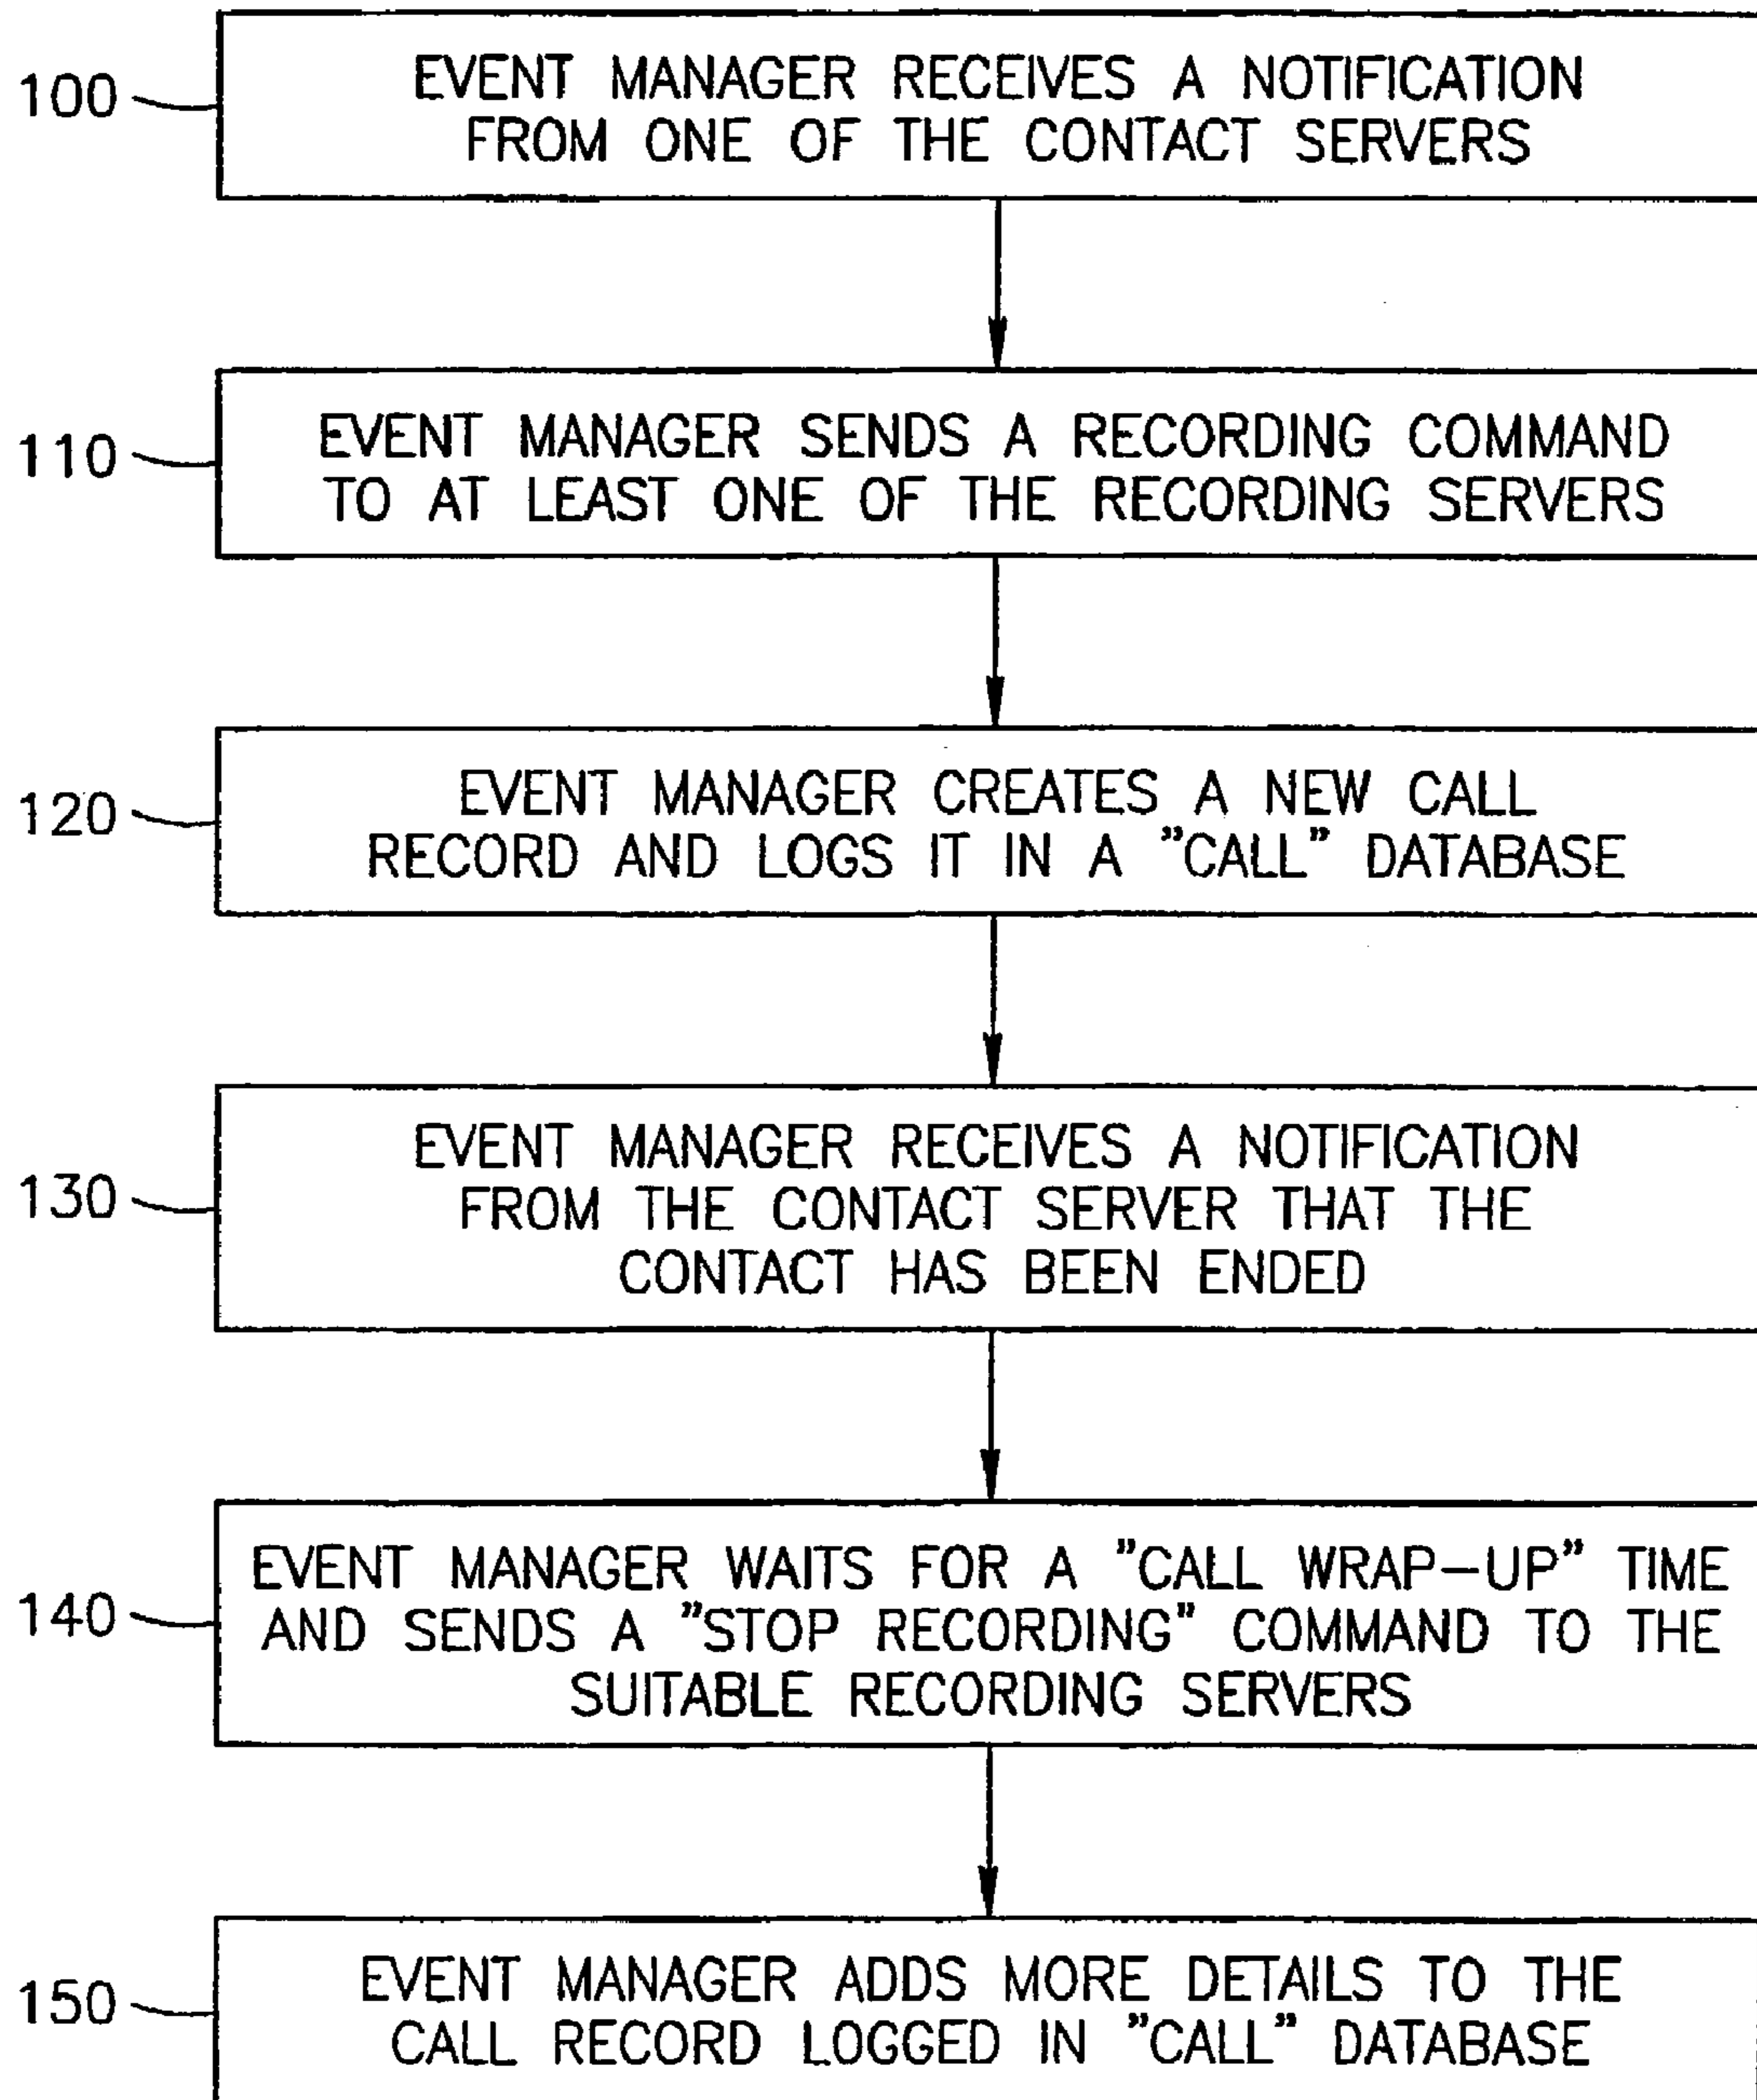 100
EVENT MANAGER RECEIVES A NOTIFICATION
FROM ONE OF THE CONTACT SERVERS
110
EVENT MANAGER SENDS A RECORDING COMMAND
TO AT LEAST ONE OF THE RECORDING SERVERS
120
EVENT MANAGER CREATES A NEW CALL
RECORD AND LOGS IT IN A ”CALL” DATABASE
130
EVENT MANAGER RECEIVES A NOTIFICATION
FROM THE CONTACT SERVER THAT THE
CONTACT HAS BEEN ENDED
140
EVENT MANAGER WAITS FOR A ”CALL WRAP–UP” TIME
AND SENDS A ”STOP RECORDING” COMMAND TO THE
SUITABLE RECORDING SERVERS
150
EVENT MANAGER ADDS MORE DETAILS TO THE
CALL RECORD LOGGED IN ”CALL” DATABASE